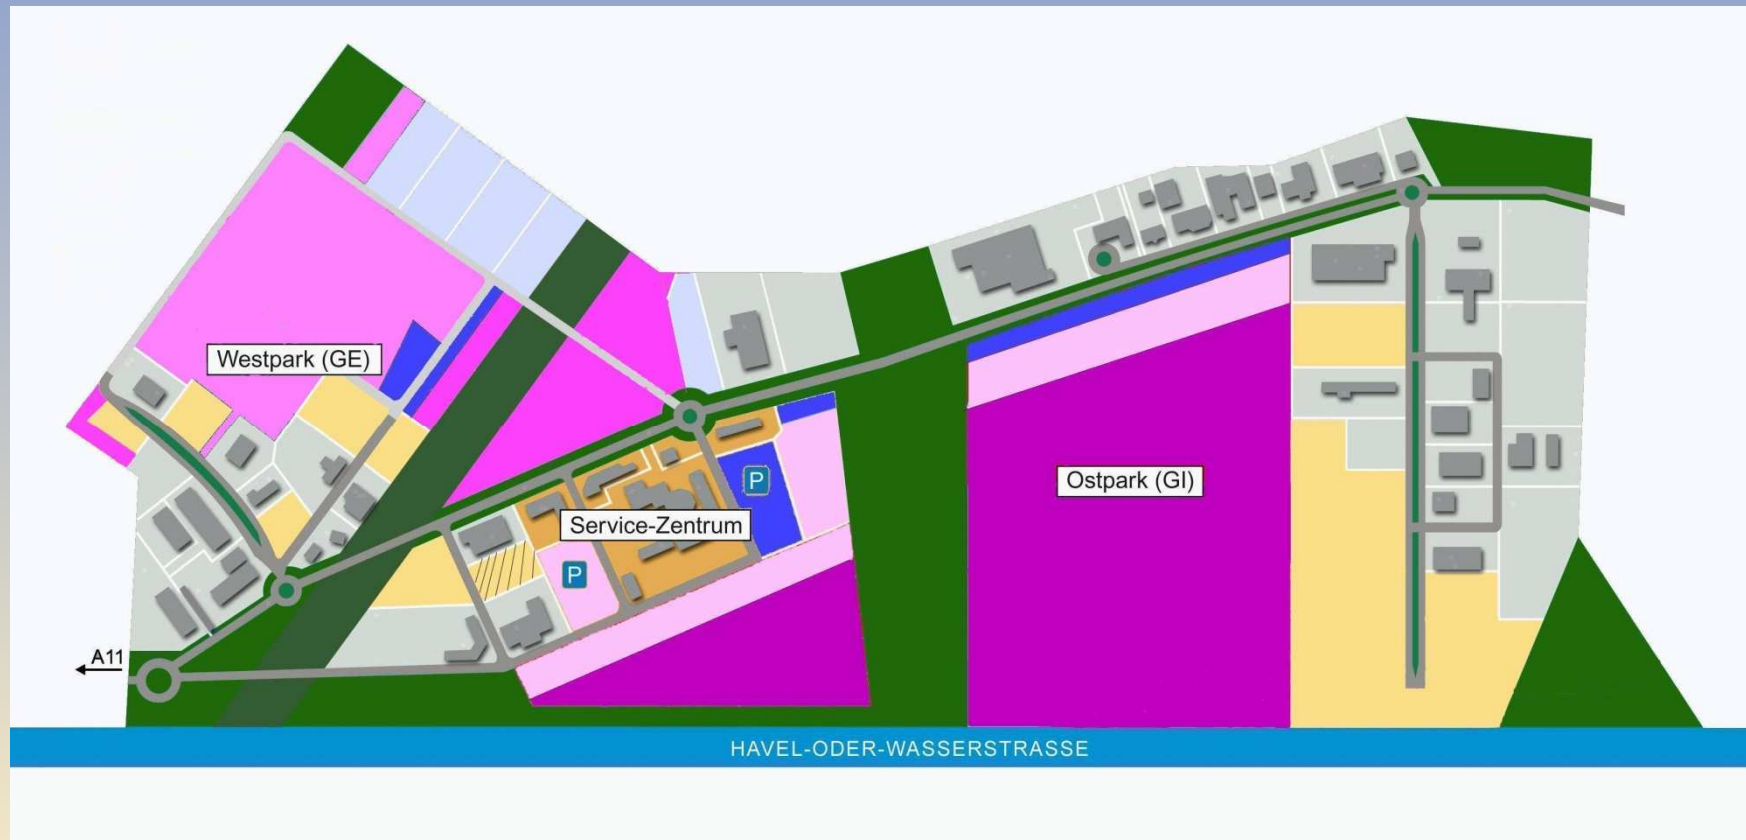 Westpark (GE)
Ostpark (GI)
P
Service-Zentrum
P
A11
HAVEL-ODER-WASSERSTRASSE